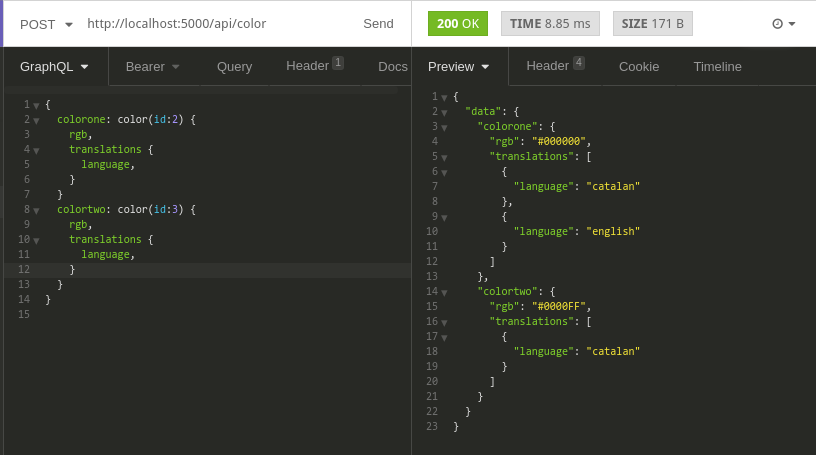 POST http://localhost:5000/api/color Send
200 OK TIME 8.85 ms SIZE 171 B
GraphQL Bearer Query Header 1 Docs
Preview Header 4 Cookie Timeline
1 {
2 colorone: color(id:2) {
3 rgb,
4 translations {
5 language,
6 }
7 }
8 colortwo: color(id:3) {
9 rgb,
10 translations {
11 language,
12 }
13 }
14 }
15
1 {
2 "data": {
3 "colorone": {
4 "rgb": "#000000",
5 "translations": [
6 {
7 "language": "catalan"
8 },
9 {
10 "language": "english"
11 }
12 ]
13 },
14 "colortwo": {
15 "rgb": "#0000FF",
16 "translations": [
17 {
18 "language": "catalan"
19 }
20 ]
21 }
22 }
23 }